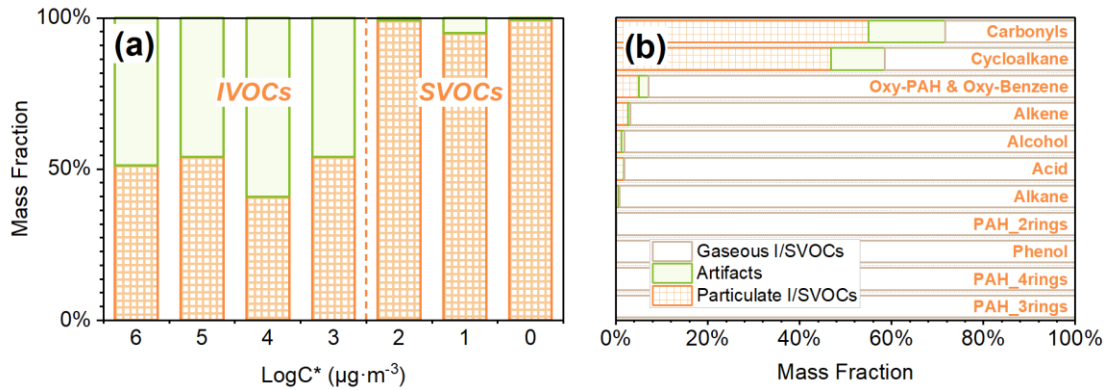 (a)
100%
50%
0%
Mass Fraction
IVOCs
SVOCs
6 5 4 3 2 1 0
LogC* (μg·m-3)
(b)
Carbonyls
Cycloalkane
Oxy-PAH & Oxy-Benzene
Alkene
Alcohol
Acid
Alkane
PAH_2rings
Phenol
PAH_4rings
PAH_3rings
Gaseous I/SVOCs
Artifacts
Particulate I/SVOCs
0% 20% 40% 60% 80% 100%
Mass Fraction